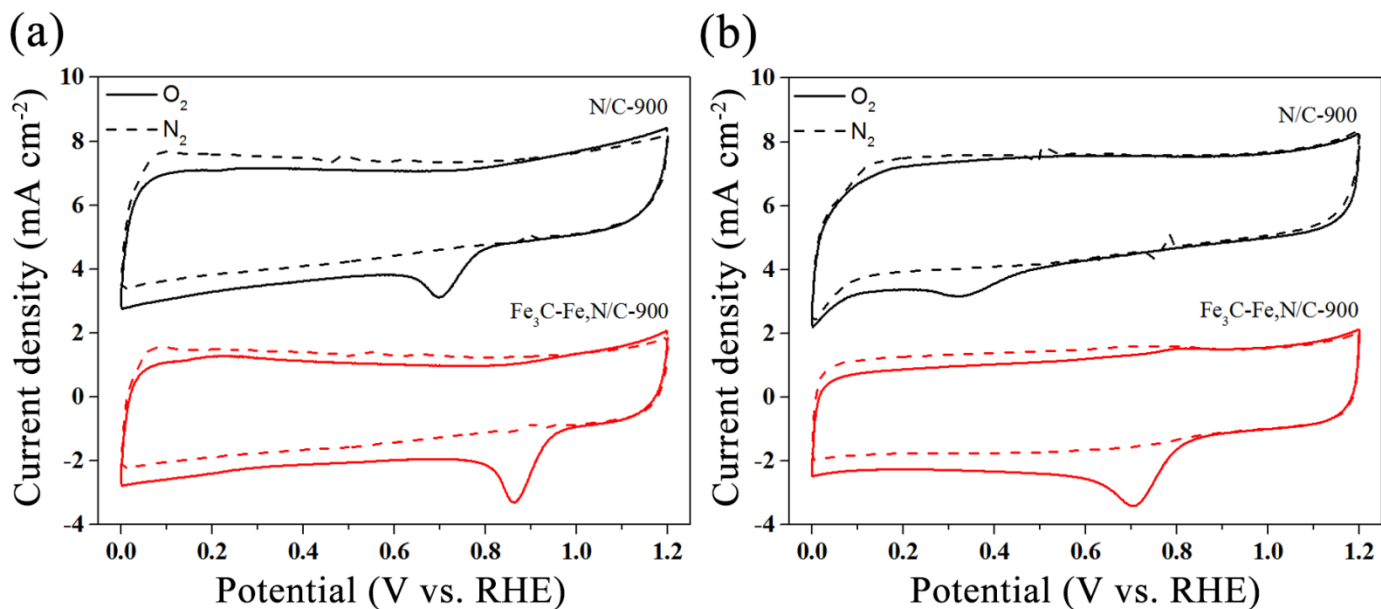 (a)
10
8
6
4
2
0
-2
-4
Current density (mA cm⁻²)
O₂
N₂
N/C-900
Fe₃C-Fe,N/C-900
0.0 0.2 0.4 0.6 0.8 1.0 1.2
Potential (V vs. RHE)
(b)
10
8
6
4
2
0
-2
-4
Current density (mA cm⁻²)
O₂
N₂
N/C-900
Fe₃C-Fe,N/C-900
0.0 0.2 0.4 0.6 0.8 1.0 1.2
Potential (V vs. RHE)